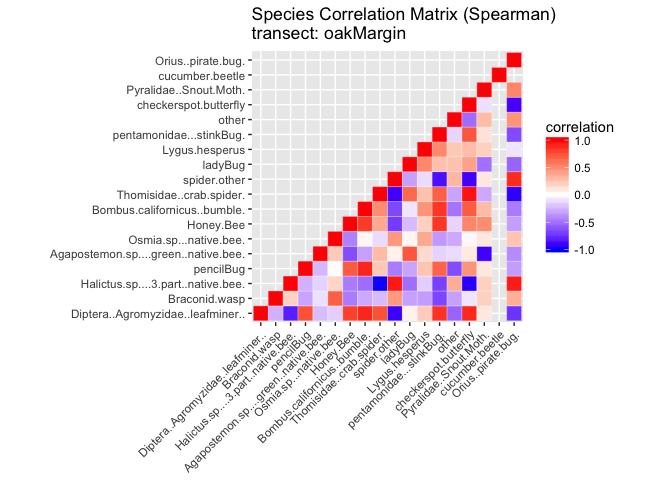 Species Correlation Matrix (Spearman)
transect: oakMargin
Orius..pirate.bug.
cucumber.beetle
Pyralidae..Snout.Moth.
checkerspot.butterfly
other
pentamonidae...stinkBug.
Lygus.hesperus
ladyBug
spider.other
Thomisidae..crab.spider.
Bombus.californicus..bumble.
Honey.Bee
Osmia.sp...native.bee.
Agapostemon.sp....green..native.bee.
pencilBug
Halictus.sp....3.part..native.bee.
Braconid.wasp
Diptera..Agromyzidae..leafminer..
correlation
1.0
0.5
0.0
-0.5
-1.0
Diptera..Agromyzidae..leafminer..
Braconid.wasp
Halictus.sp....3.part..native.bee.
pencilBug
Agapostemon.sp....green..native.bee.
Osmia.sp...native.bee.
Honey.Bee
Bombus.californicus..bumble.
Thomisidae..crab.spider.
spider.other
ladyBug
Lygus.hesperus
pentamonidae...stinkBug.
other
checkerspot.butterfly
Pyralidae..Snout.Moth.
cucumber.beetle
Orius..pirate.bug.